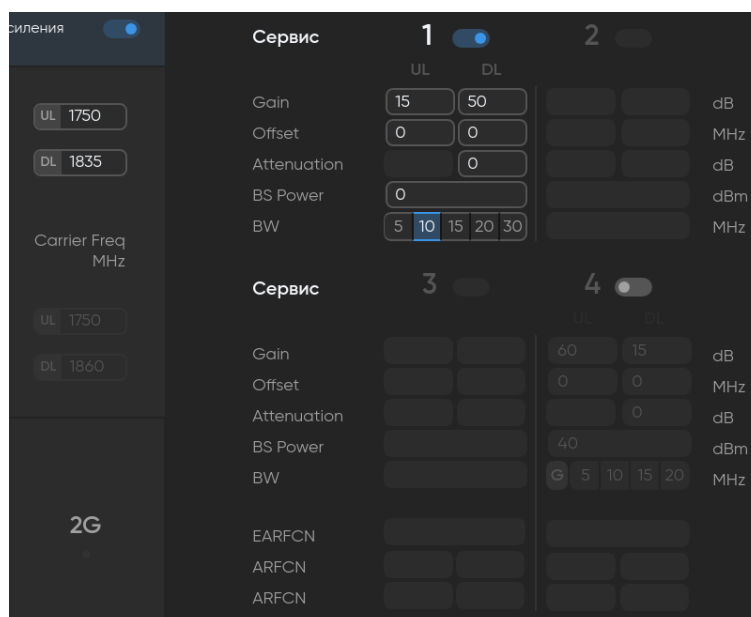 силения
Сервис 1 2
UL DL
UL 1750
Gain 15 50 dB
Offset 0 0 MHz
DL 1835
Attenuation 0 dB
BS Power 0 dBm
BW 5 10 15 20 30 MHz
Carrier Freq
MHz
Сервис 3 4
UL DL
UL 1750
Gain 60 15 dB
DL 1860
Offset 0 0 MHz
Attenuation 0 dB
BS Power 40 dBm
BW G 5 10 15 20 MHz
2G
EARFCN
ARFCN
ARFCN